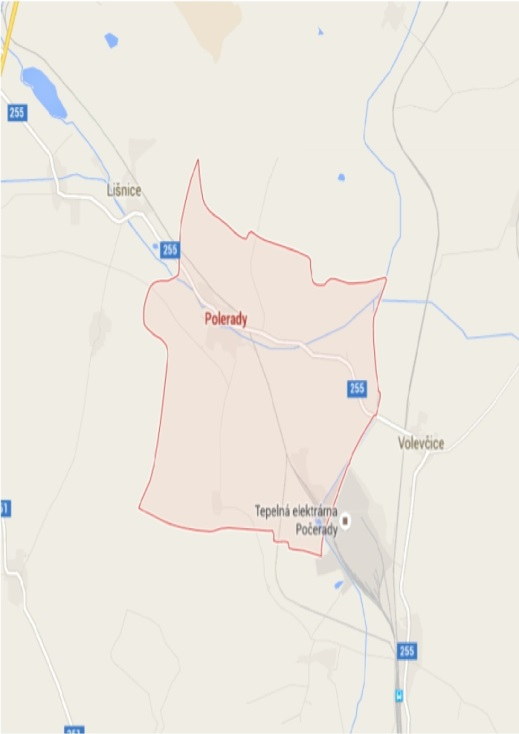 255
Lišnice
255
Polerady
255
Volevčice
Tepelná elektrárna
Počerady
255